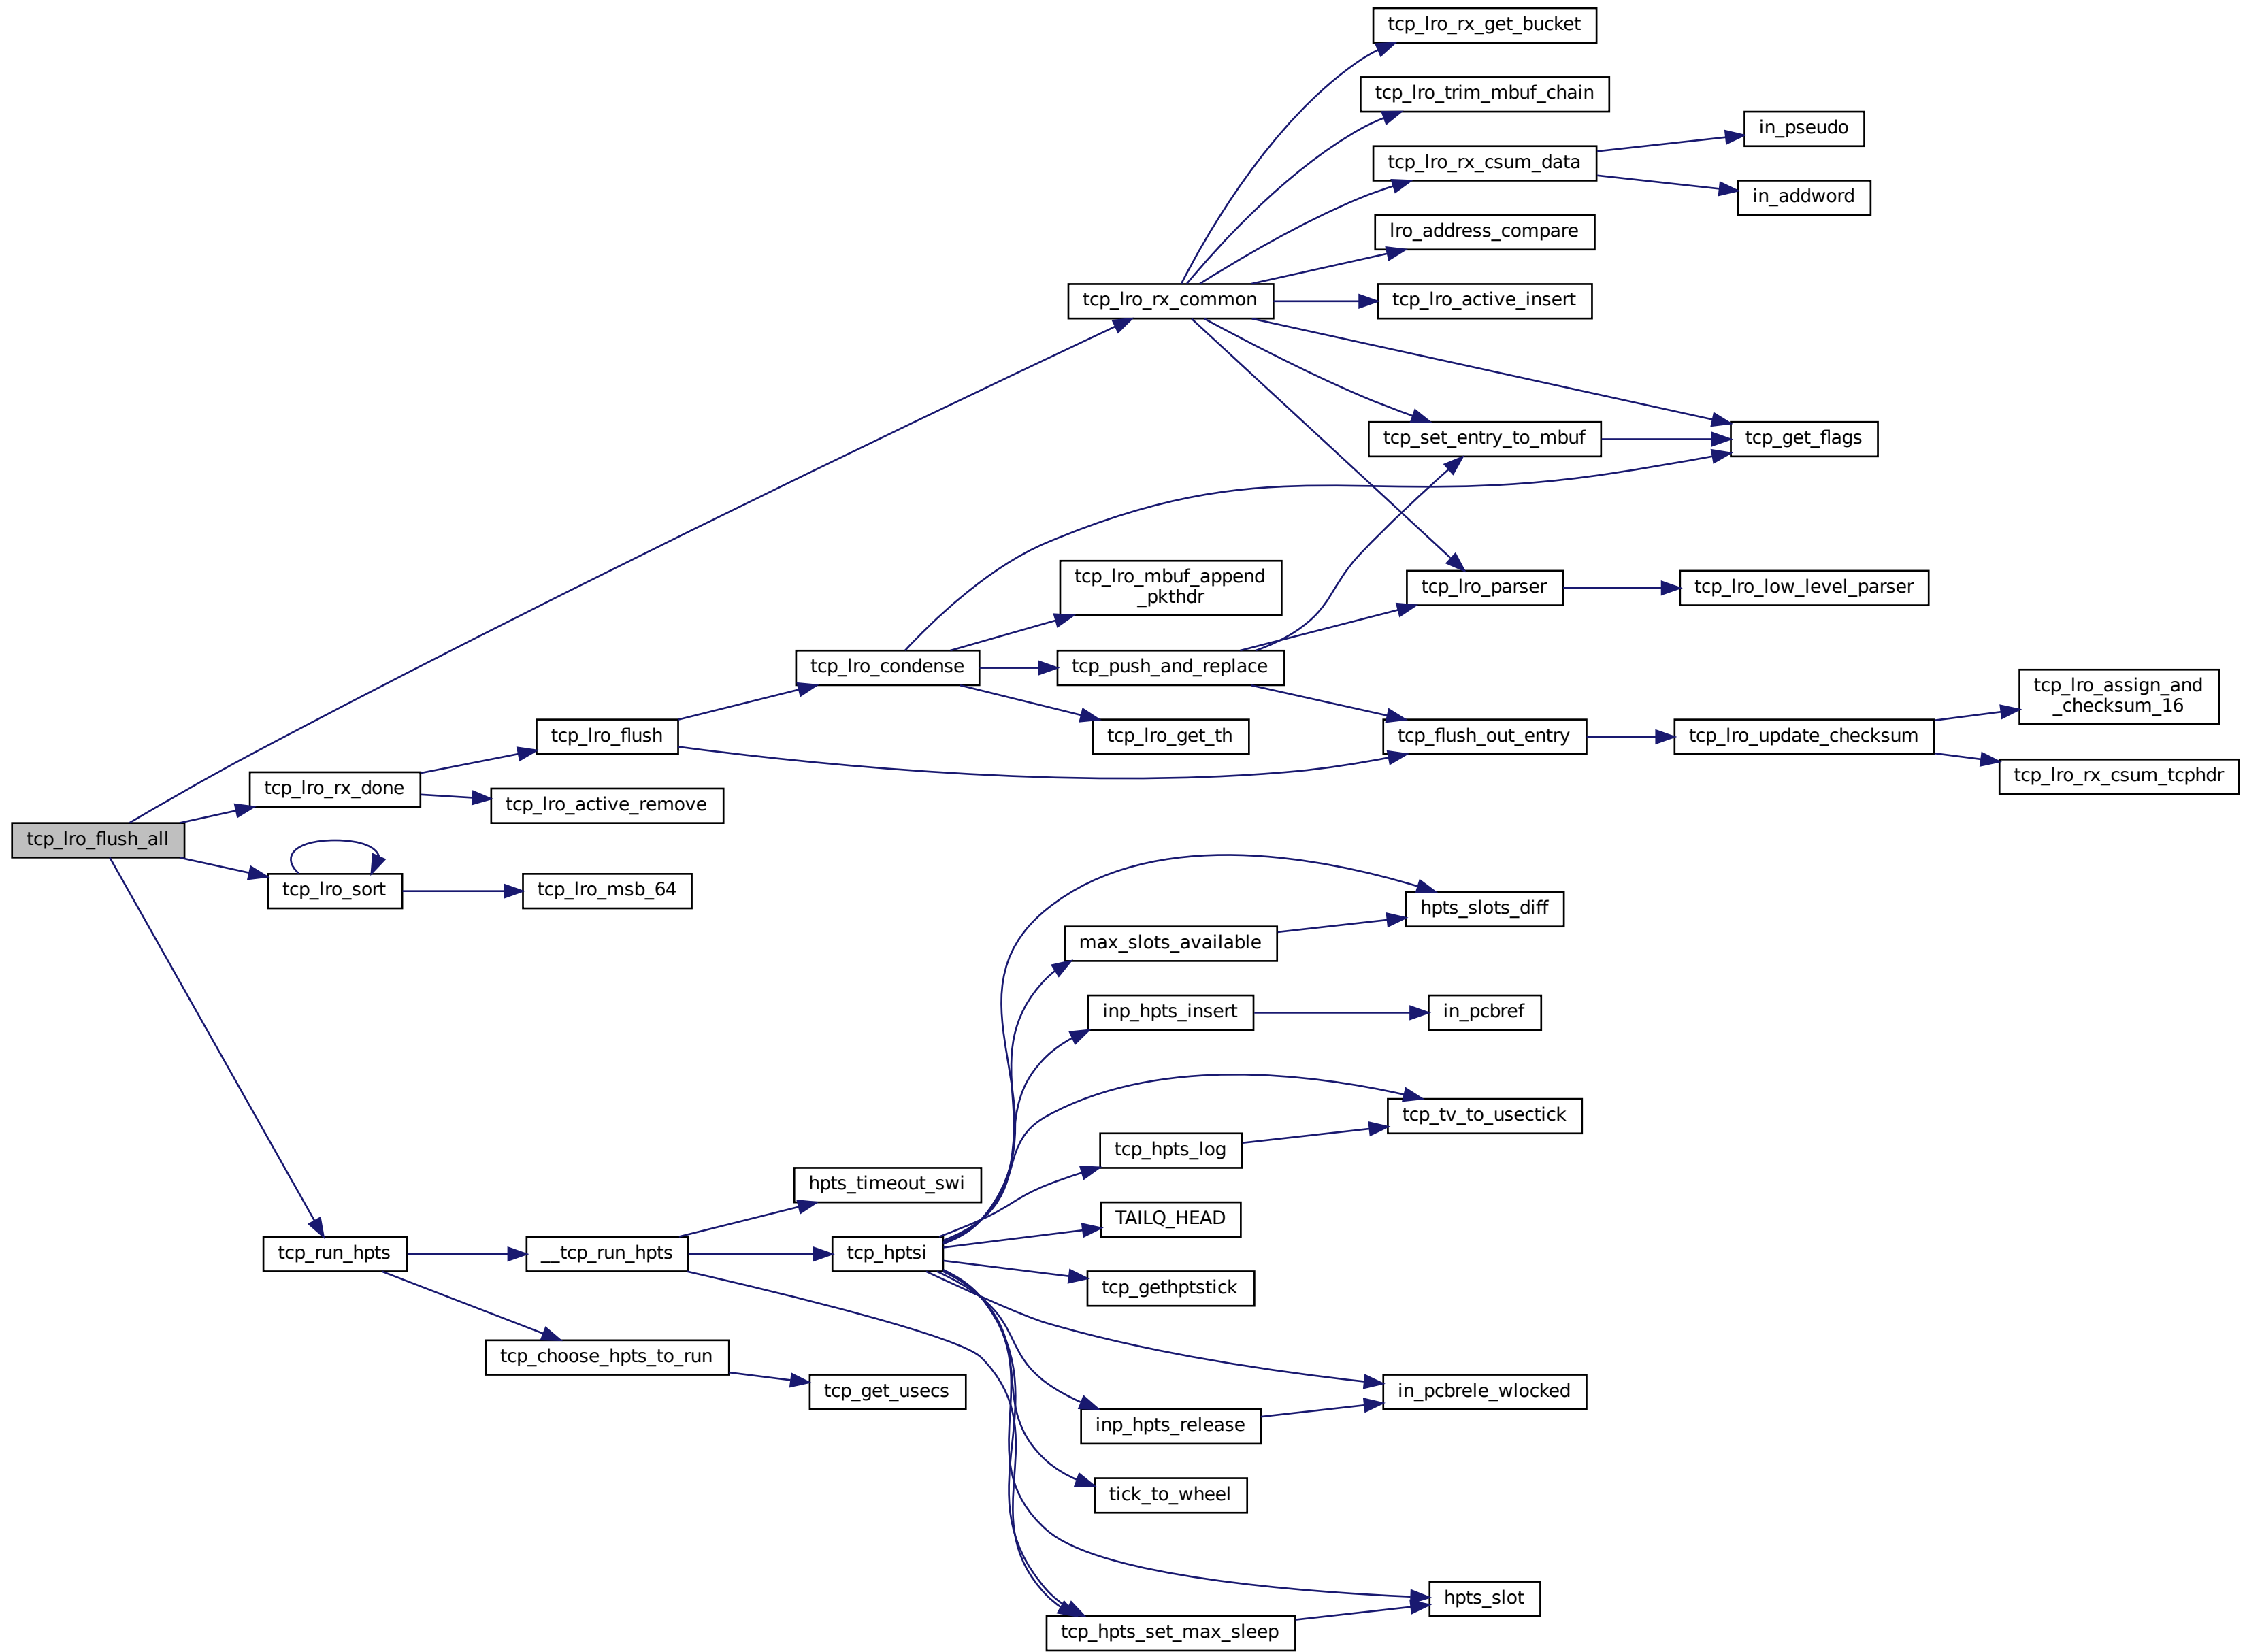 tcp_lro_rx_get_bucket
tcp_lro_trim_mbuf_chain
in_pseudo
tcp_lro_rx_csum_data
in_addword
lro_address_compare
tcp_lro_rx_common
tcp_lro_active_insert
tcp_set_entry_to_mbuf
tcp_get_flags
tcp_lro_mbuf_append
_pkthdr
tcp_lro_parser
tcp_lro_low_level_parser
tcp_lro_condense
tcp_push_and_replace
tcp_lro_assign_and
_checksum_16
tcp_lro_flush
tcp_lro_get_th
tcp_flush_out_entry
tcp_lro_update_checksum
tcp_lro_rx_done
tcp_lro_active_remove
tcp_lro_rx_csum_tcphdr
tcp_lro_flush_all
tcp_lro_sort
tcp_lro_msb_64
hpts_slots_diff
max_slots_available
inp_hpts_insert
in_pcbref
tcp_tv_to_usectick
tcp_hpts_log
hpts_timeout_swi
TAILQ_HEAD
tcp_run_hpts
__tcp_run_hpts
tcp_hptsi
tcp_gethptstick
tcp_choose_hpts_to_run
tcp_get_usecs
in_pcbrele_wlocked
inp_hpts_release
tick_to_wheel
hpts_slot
tcp_hpts_set_max_sleep